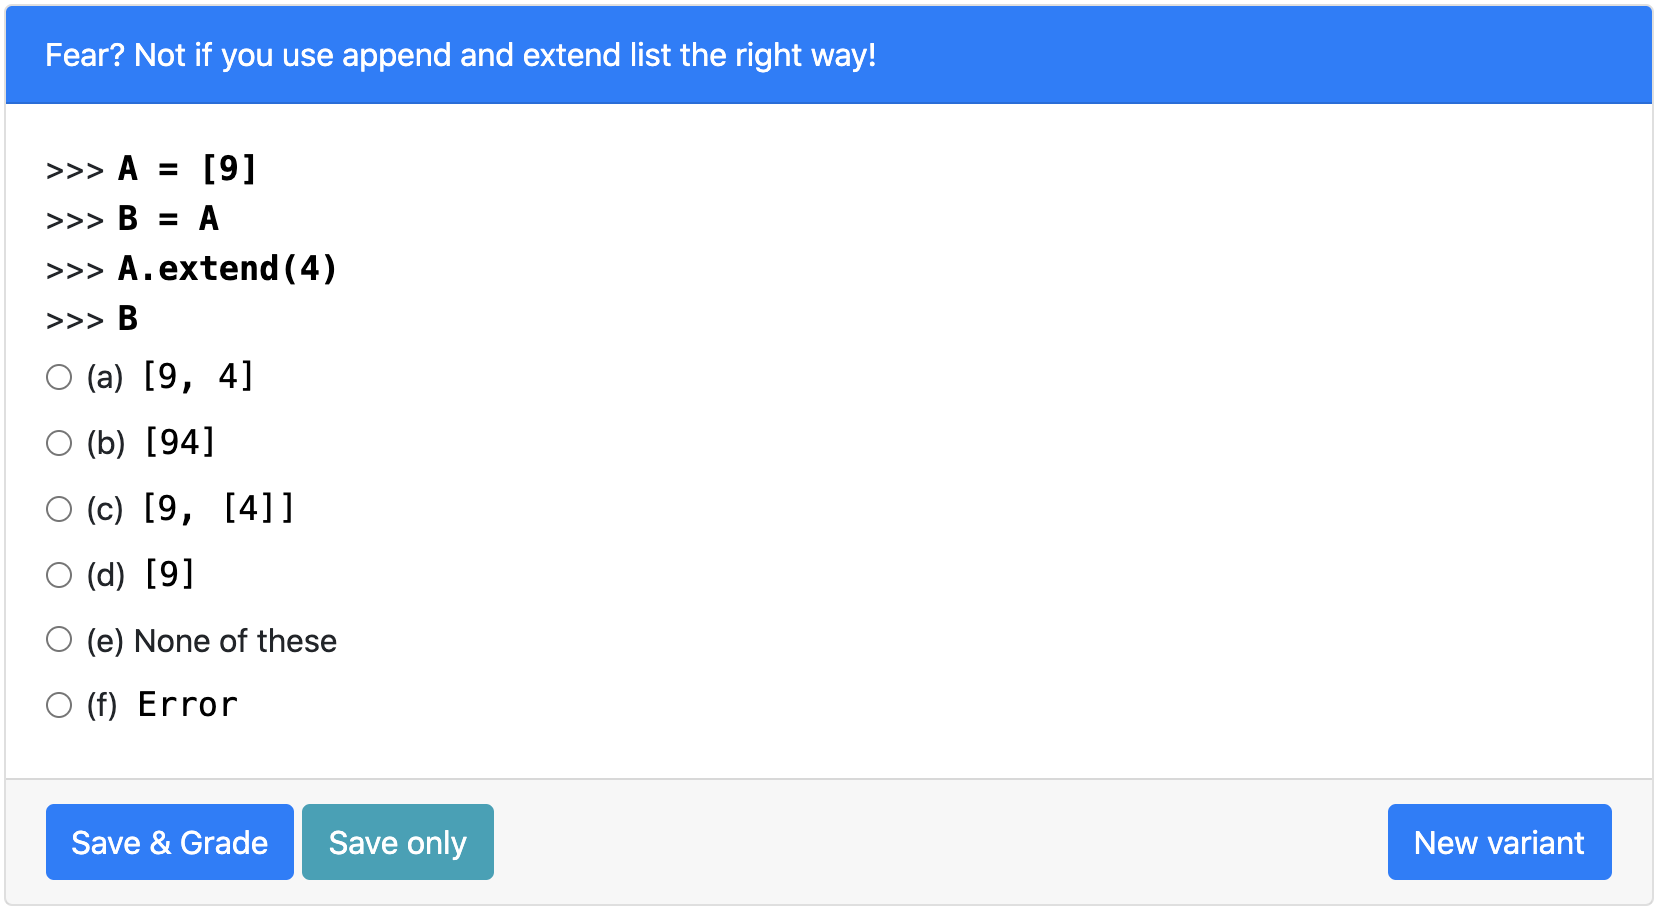 Fear? Not if you use append and extend list the right way!
>>> A = [9]
>>> B = A
>>> A.extend(4)
>>> B
(a) [9, 4]
(b) [94]
(c) [9, [4]]
(d) [9]
(e) None of these
(f) Error
Save & Grade Save only New variant